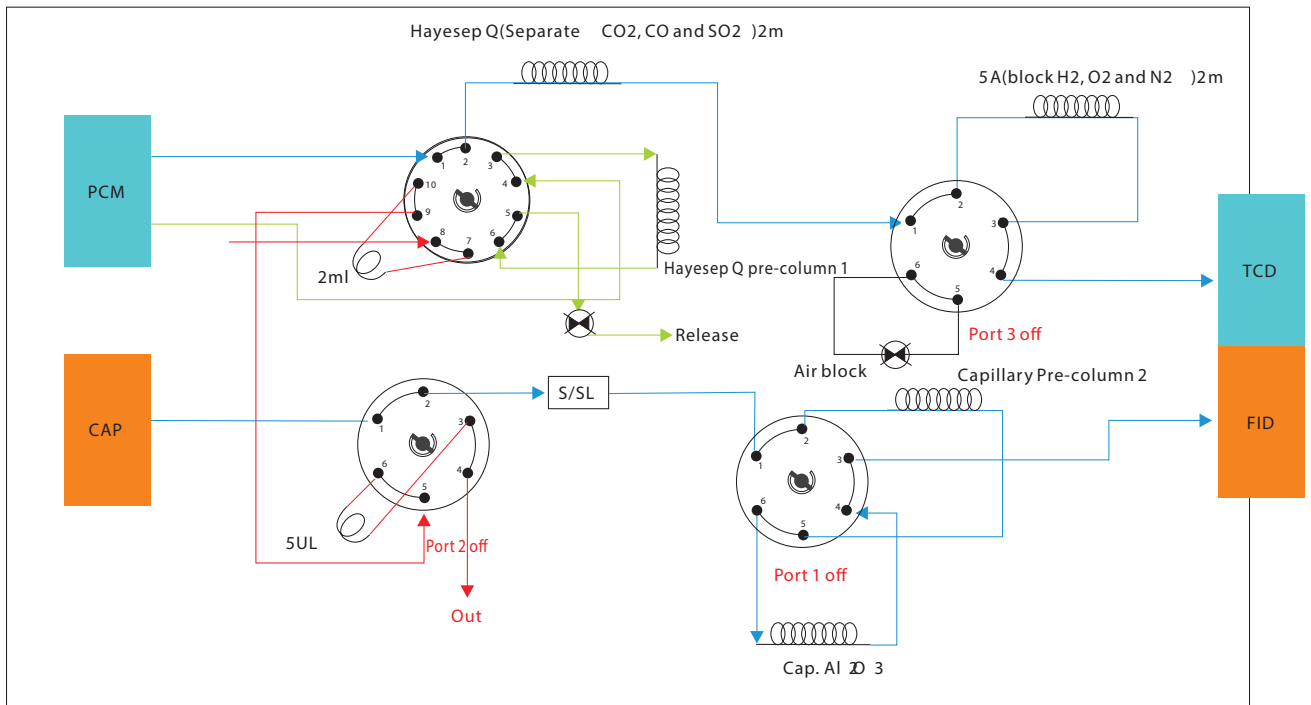 Hayesep Q(Separate CO2, CO and SO2 )2m
5A(block H2, O2 and N2 )2m
PCM
1
2
3
4
5
6
7
8
9
10
2ml
Hayesep Q pre-column 1
Release
1
2
3
4
5
6
Port 3 off
Air block
TCD
CAP
1
2
3
4
5
6
S/SL
5UL
Port 2 off
Out
Capillary Pre-column 2
1
2
3
4
5
6
Port 1 off
FID
Cap. Al 2O 3